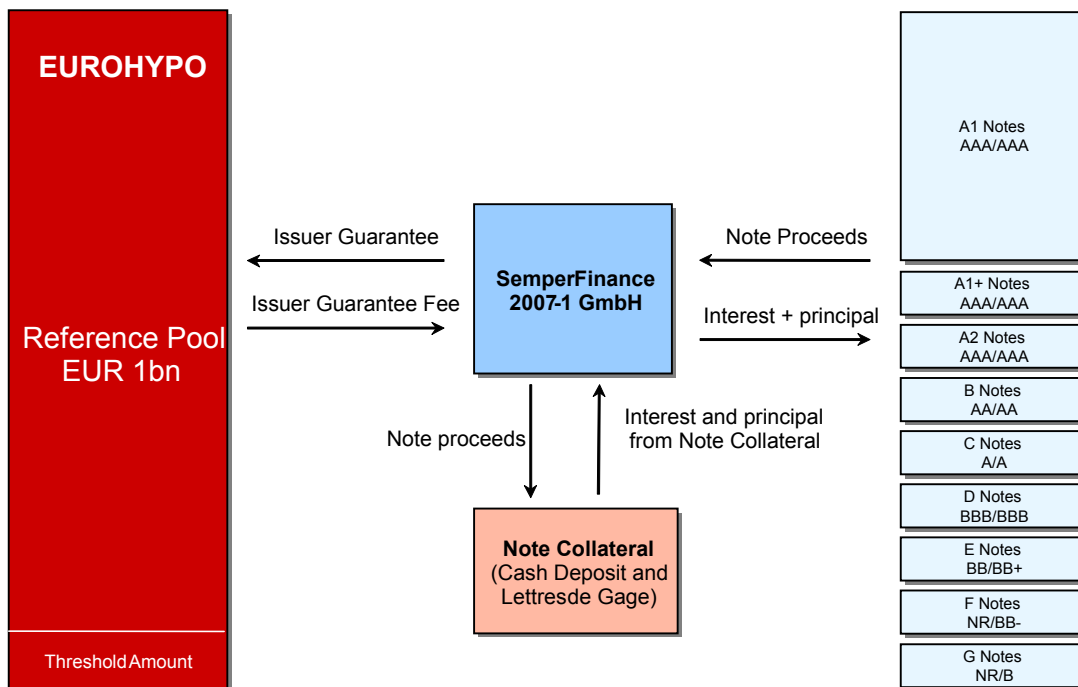 EUROHYPO
Reference Pool
EUR 1bn
Threshold Amount
Issuer Guarantee
Issuer Guarantee Fee
SemperFinance
2007-1 GmbH
Note Proceeds
Interest + principal
Note proceeds
Interest and principal
from Note Collateral
Note Collateral
(Cash Deposit and
Lettresde Gage)
A1 Notes
AAA/AAA
A1+ Notes
AAA/AAA
A2 Notes
AAA/AAA
B Notes
AA/AA
C Notes
A/A
D Notes
BBB/BBB
E Notes
BB/BB+
F Notes
NR/BB-
G Notes
NR/B